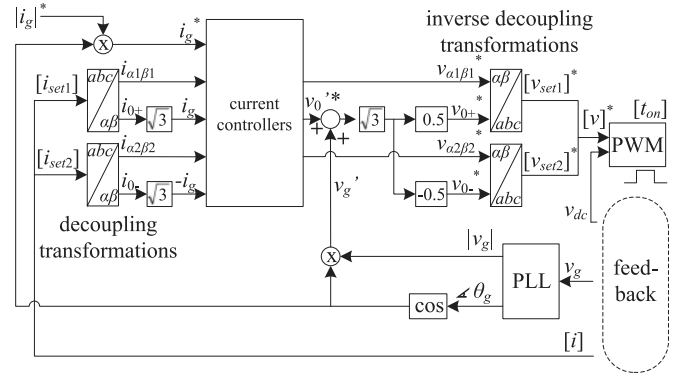 |i_g|^*
x
i_g^*
inverse decoupling
transformations
[i_set1]
abc
αβ
i_α1β1
i_0+
√3
i_g
[i_set2]
abc
αβ
i_α2β2
i_0-
√3
-i_g
decoupling
transformations
current
controllers
v_0'*
+
+
√3
0.5
-0.5
v_α1β1^*
v_0+^*
v_α2β2^*
v_0-^*
αβ
abc
[v_set1]^*
αβ
abc
[v_set2]^*
[v]^*
[t_on]
PWM
v_dc
v_g'
x
|v_g|
PLL
v_g
feed-
back
cos
∡θ_g
[i]